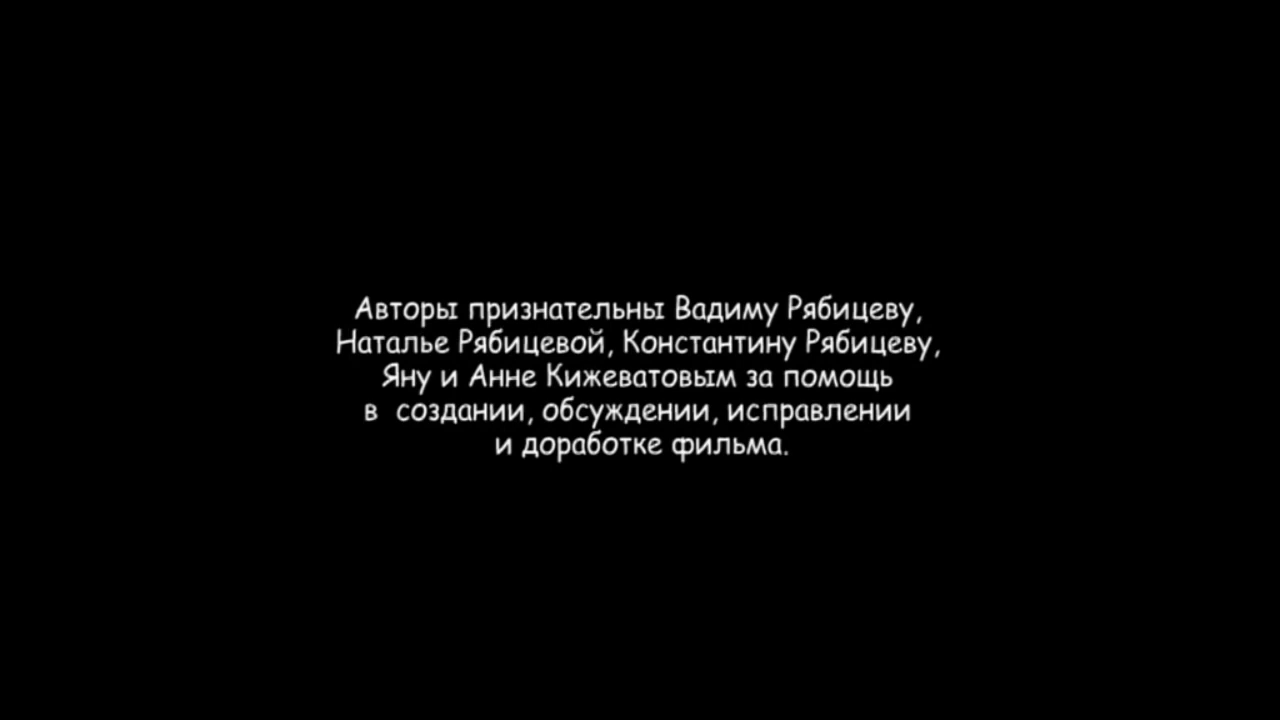 Авторы признательны Вадиму Рябицеву,
Наталье Рябицевой, Константину Рябицеву,
Яну и Анне Кижеватовым за помощь
в  создании, обсуждении, исправлении
и доработке фильма.